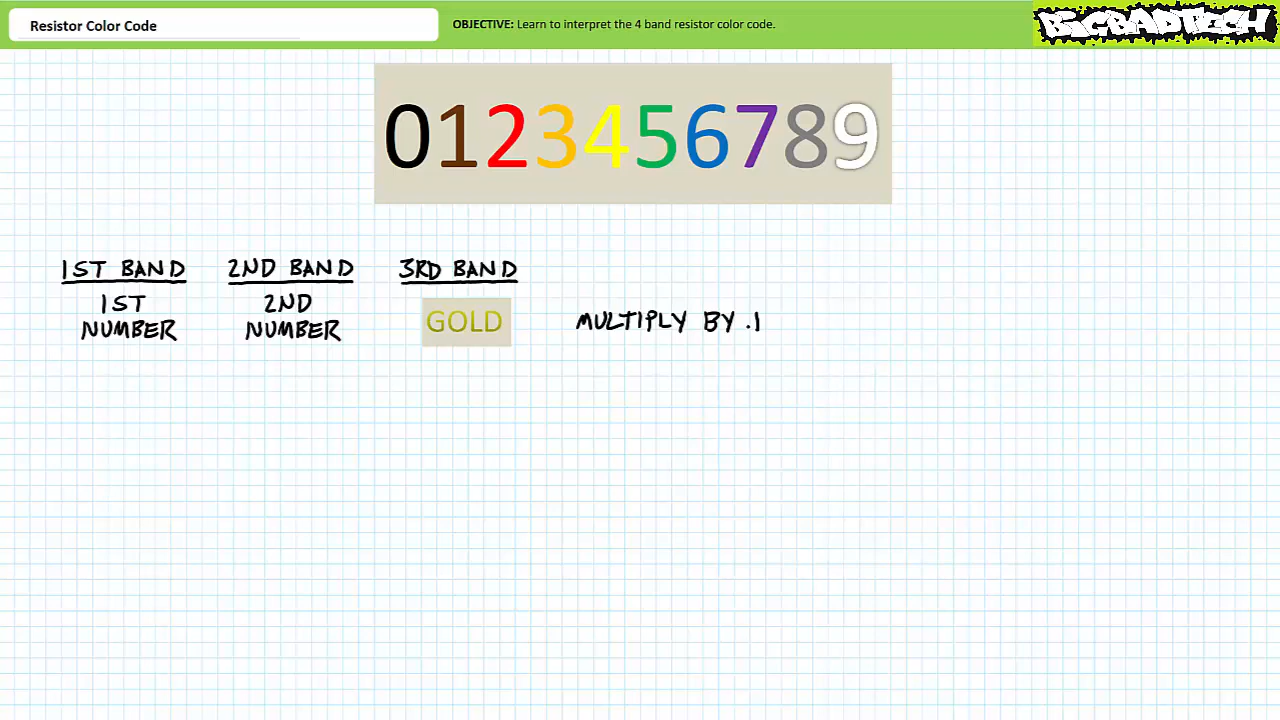 Resistor Color Code
OBJECTIVE: Learn to interpret the 4 band resistor color code.
BIGBADTECH
0123456789
1ST BAND 2ND BAND 3RD BAND
1ST NUMBER 2ND NUMBER GOLD MULTIPLY BY .1